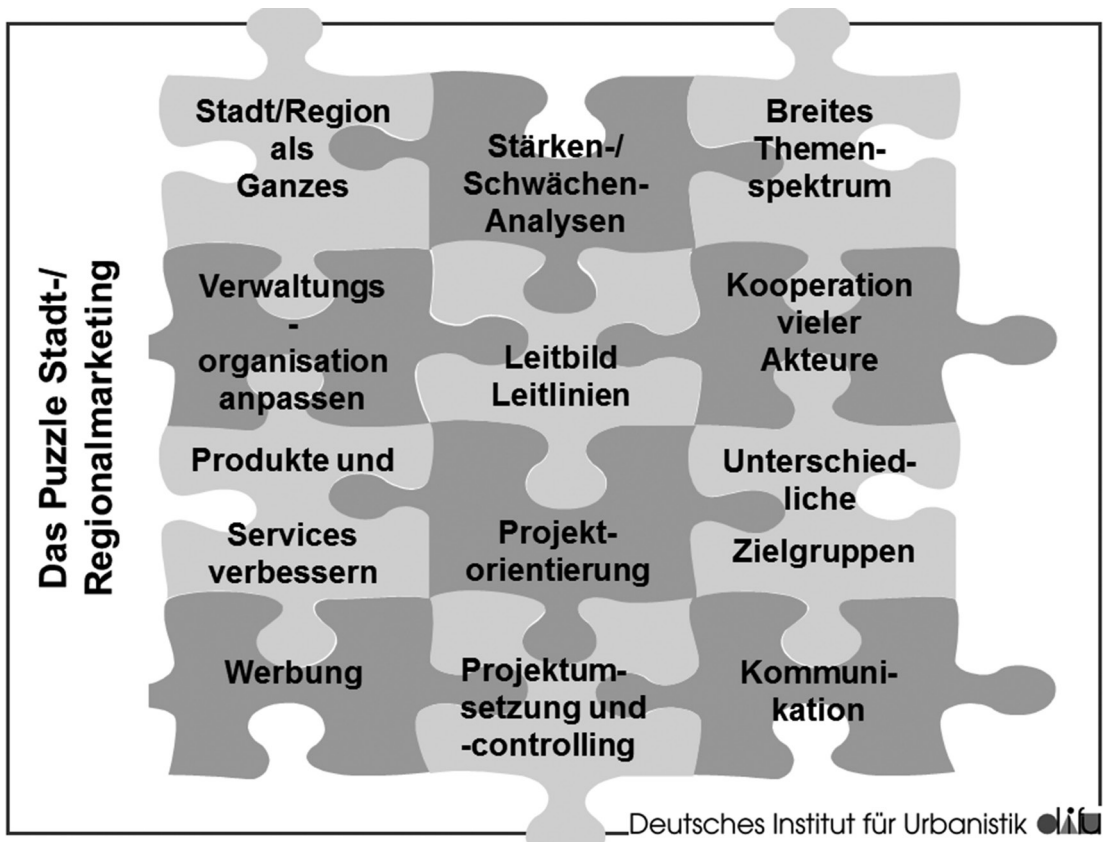 Das Puzzle Stadt-/
Regionalmarketing
Stadt/Region
als
Ganzes
Stärken-/
Schwächen-
Analysen
Breites
Themen-
spektrum
Verwaltungs
-
organisation
anpassen
Leitbild
Leitlinien
Kooperation
vieler
Akteure
Produkte und
Services
verbessern
Projekt-
orientierung
Unterschied-
liche
Zielgruppen
Werbung
Projektum-
setzung und
-controlling
Kommuni-
kation
Deutsches Institut für Urbanistik difu